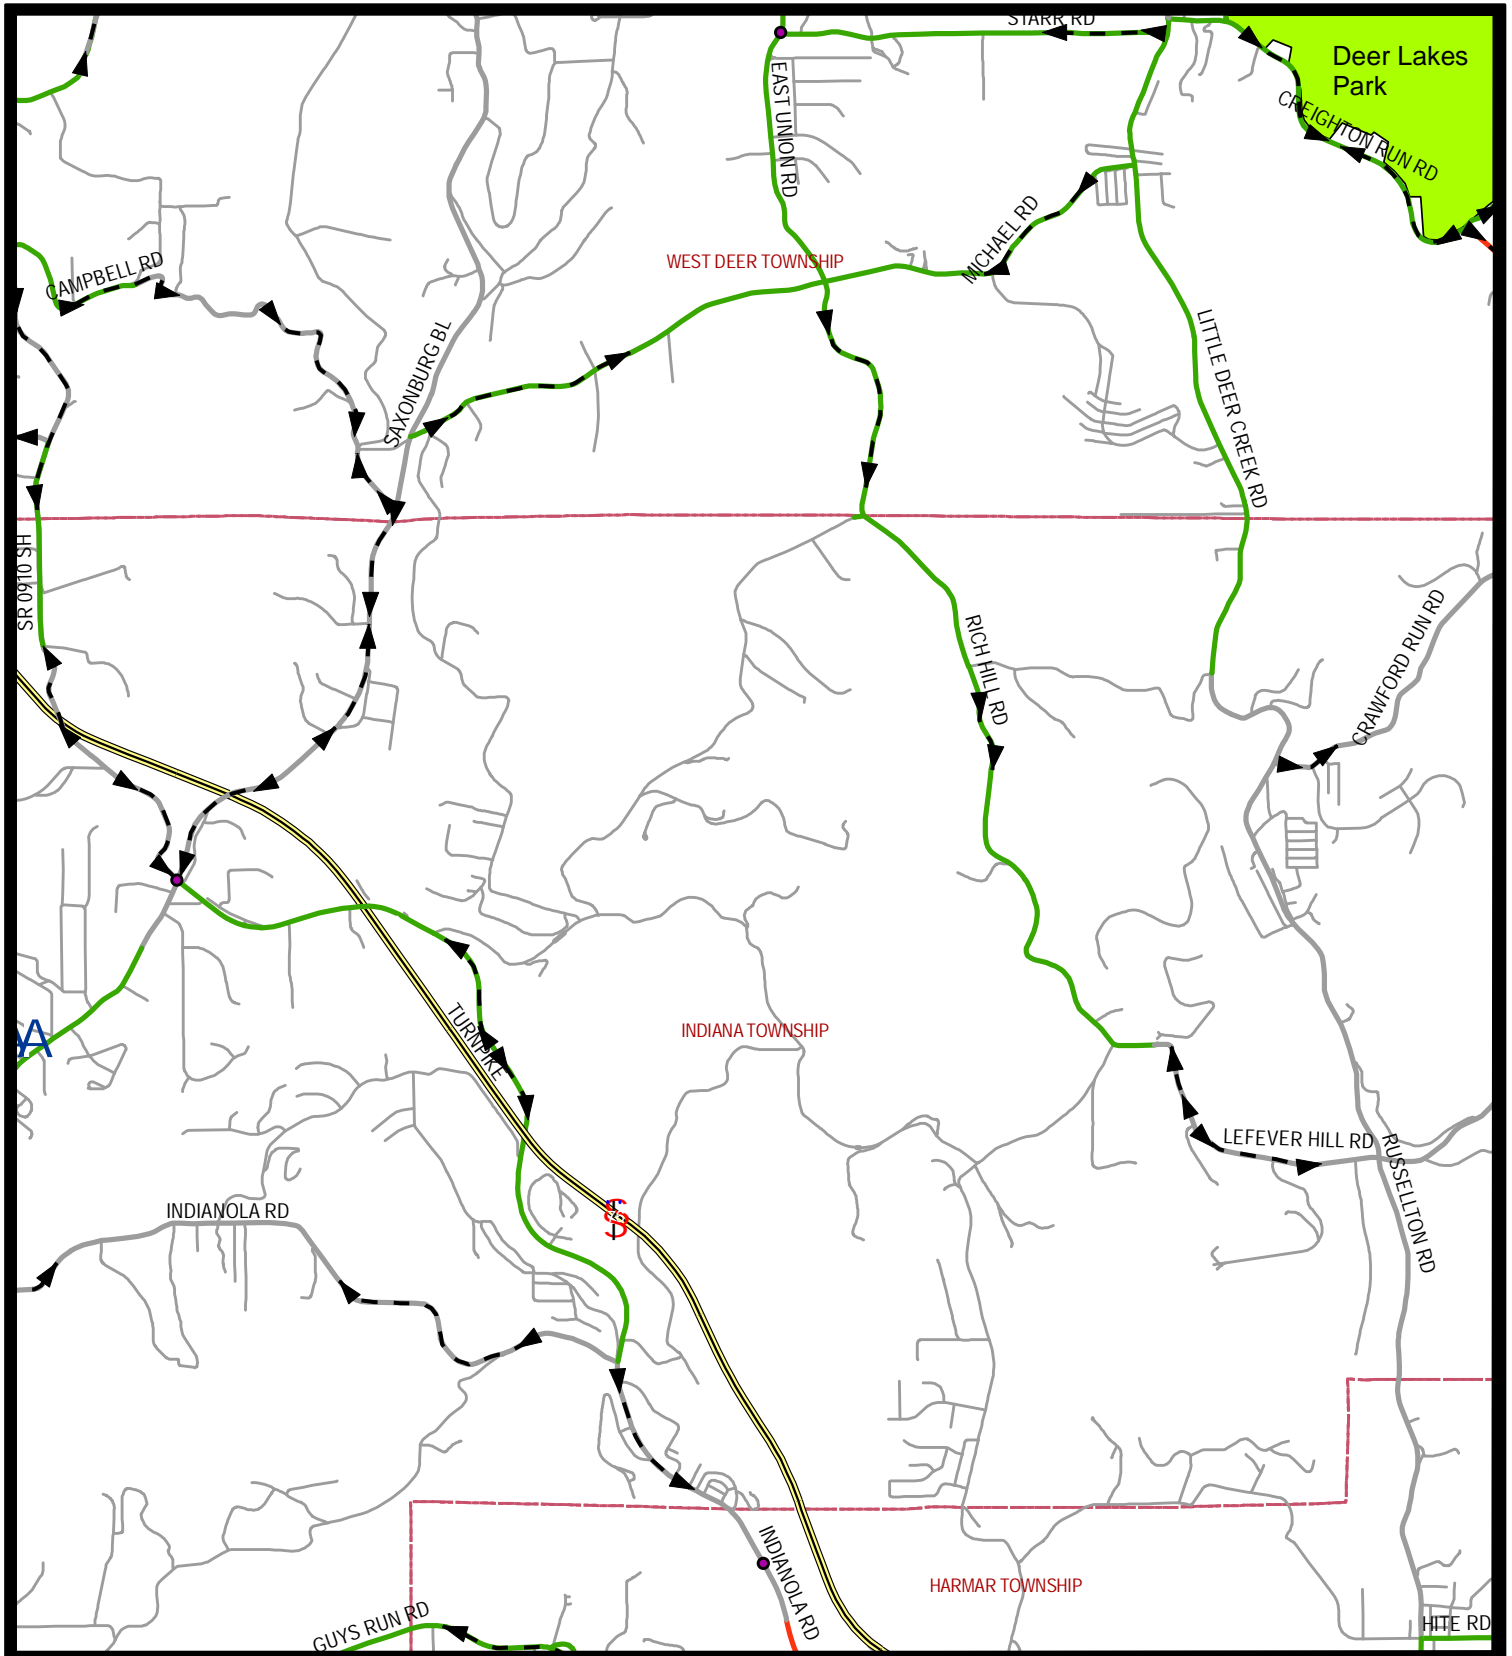 STARR RD
Deer Lakes
Park
EAST UNION RD
CREIGHTON RUN RD
MICHAEL RD
CAMPBELL RD
WEST DEER TOWNSHIP
SAXONBURG BL
LITTLE DEER CREEK RD
SR 0910 SH
RICH HILL RD
CRAWFORD RUN RD
TURNPIKE
INDIANA TOWNSHIP
LEFEVER HILL RD
RUSSELLTON RD
INDIANOLA RD
INDIANOLA RD
HARMAR TOWNSHIP
GUYS RUN RD
HITE RD